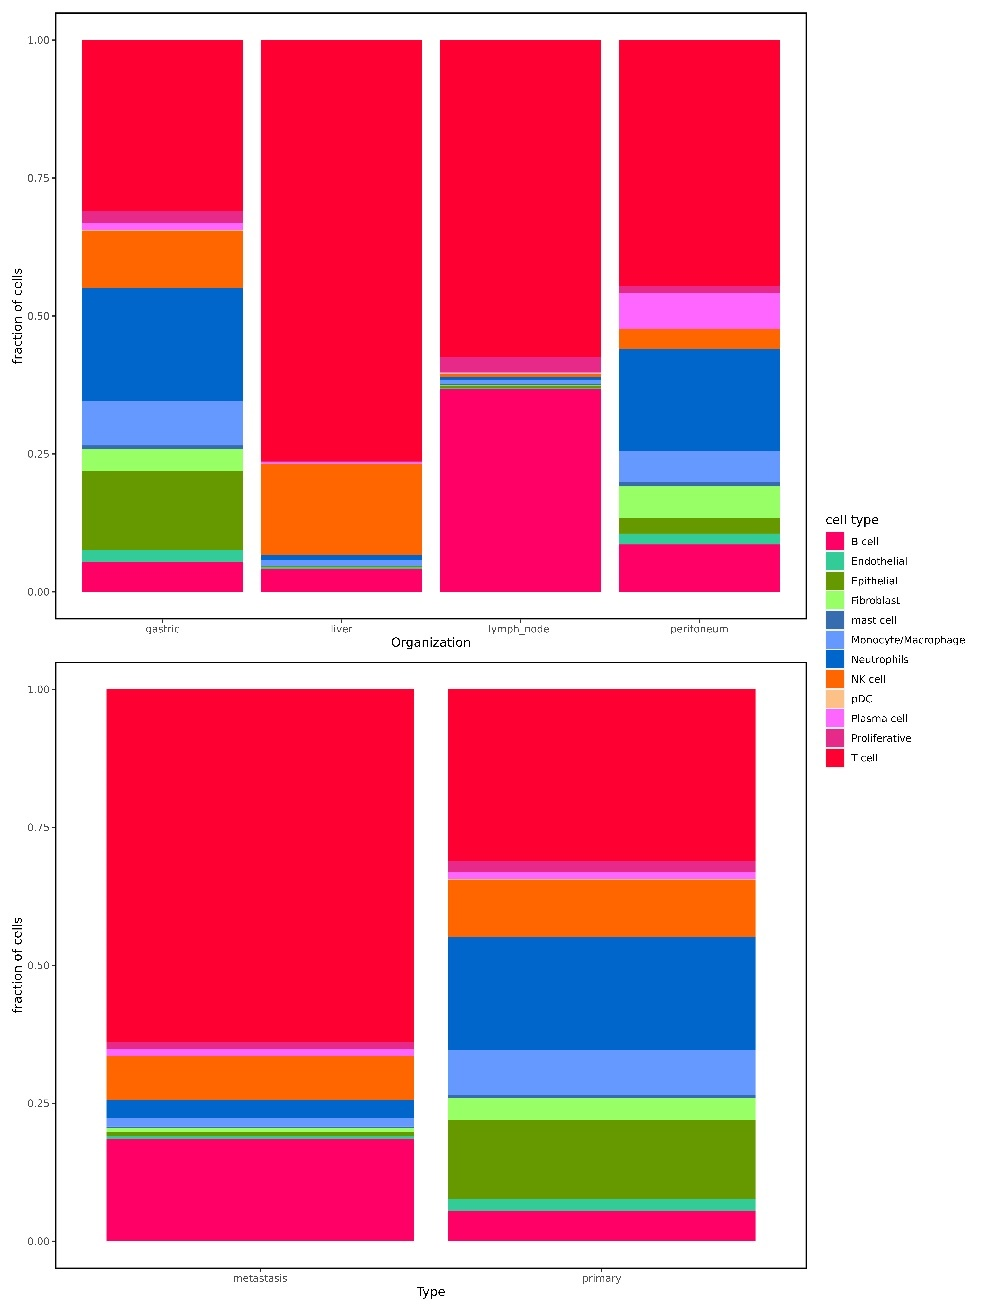 1.00
0.75
0.50
0.25
0.00
fraction of cells
gastric
liver
lymph_node
peritoneum
Organization
cell type
B cell
Endothelial
Epithelial
Fibroblast
mast cell
Monocyte/Macrophage
Neutrophils
NK cell
pDC
Plasma cell
Proliferative
T cell
1.00
0.75
0.50
0.25
0.00
fraction of cells
metastasis
primary
Type